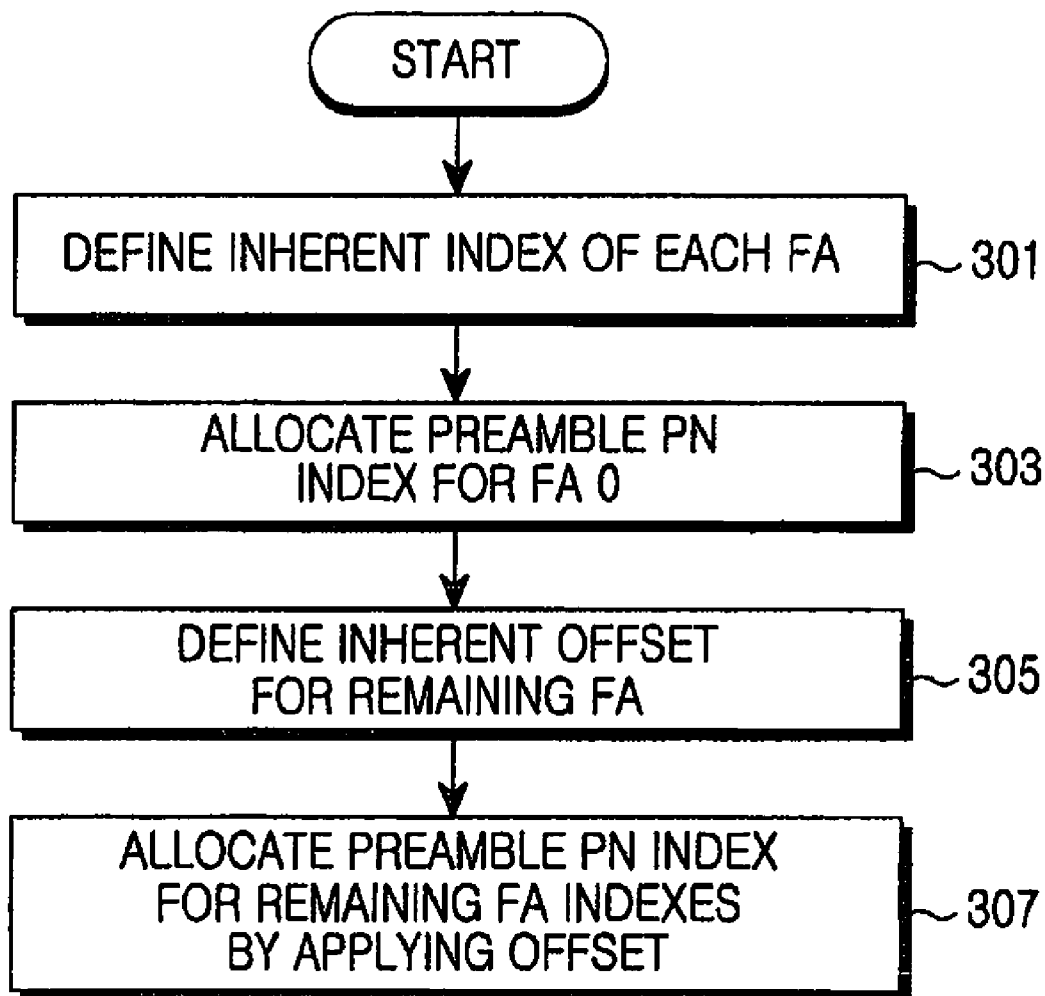 START
DEFINE INHERENT INDEX OF EACH FA
301
ALLOCATE PREAMBLE PN
INDEX FOR FA 0
303
DEFINE INHERENT OFFSET
FOR REMAINING FA
305
ALLOCATE PREAMBLE PN INDEX
FOR REMAINING FA INDEXES
BY APPLYING OFFSET
307